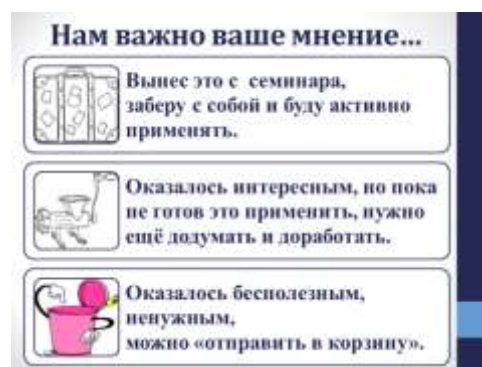 Нам важно ваше мнение...
Вынес это с семинара,
заберу с собой и буду активно
применять.
Оказалось интересным, но пока
не готов это применить, нужно
ещё додумать и доработать.
Оказалось бесполезным,
ненужным,
можно «отправить в корзину».